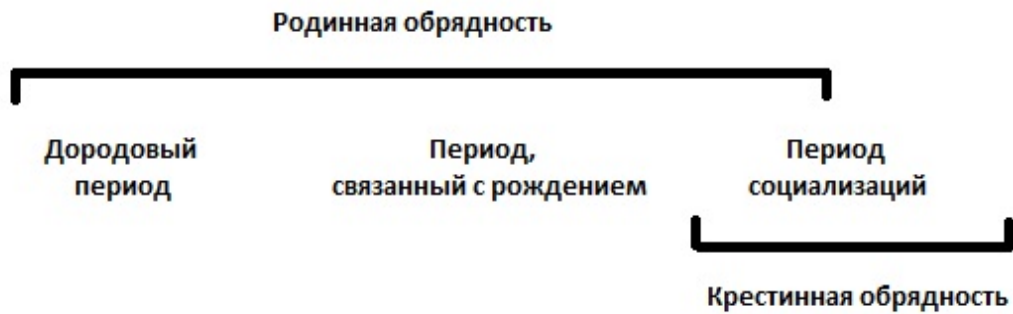 Родинная обрядность
Дородовый
период
Период,
связанный с рождением
Период
социализаций
Крестинная обрядность